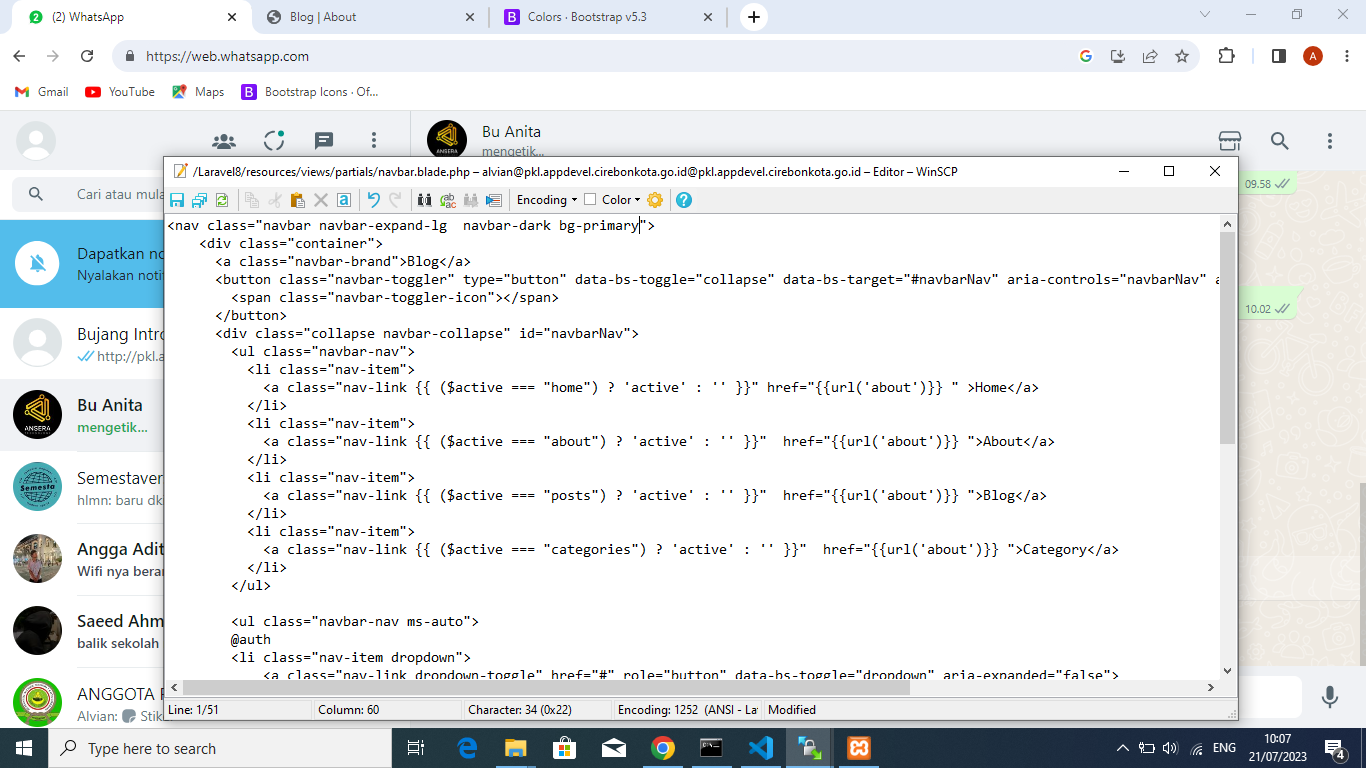 (2) WhatsApp
Blog | About
Colors · Bootstrap v5.3
https://web.whatsapp.com
A
Gmail
YouTube
Maps
Bootstrap Icons · Of...
Bu Anita
mengetik...
ANSERA
/Laravel8/resources/views/partials/navbar.blade.php – alvian@pkl.appdevel.cirebonkota.go.id@pkl.appdevel.cirebonkota.go.id – Editor – WinSCP
Encoding
Color
Cari atau mula
Dapatkan no
Nyalakan notif
Bujang Intro
http://pkl.a
Bu Anita
mengetik...
ANSERA
Semestaver
hlmn: baru dk
Semesta
Angga Adit
Wifi nya bera
Saeed Ahm
balik sekolah
ANGGOTA
Alvian: Stik
09.58
10.02
<nav class="navbar navbar-expand-lg  navbar-dark bg-primary">
<div class="container">
<a class="navbar-brand">Blog</a>
<button class="navbar-toggler" type="button" data-bs-toggle="collapse" data-bs-target="#navbarNav" aria-controls="navbarNav" a
<span class="navbar-toggler-icon"></span>
</button>
<div class="collapse navbar-collapse" id="navbarNav">
<ul class="navbar-nav">
<li class="nav-item">
<a class="nav-link {{ ($active === "home") ? 'active' : '' }}" href="{{url('about')}} " >Home</a>
</li>
<li class="nav-item">
<a class="nav-link {{ ($active === "about") ? 'active' : '' }}"  href="{{url('about')}} ">About</a>
</li>
<li class="nav-item">
<a class="nav-link {{ ($active === "posts") ? 'active' : '' }}"  href="{{url('about')}} ">Blog</a>
</li>
<li class="nav-item">
<a class="nav-link {{ ($active === "categories") ? 'active' : '' }}"  href="{{url('about')}} ">Category</a>
</li>
</ul>
<ul class="navbar-nav ms-auto">
@auth
<li class="nav-item dropdown">
<a class="nav-link dropdown-toggle" href="#" role="button" data-bs-toggle="dropdown" aria-expanded="false">
Line: 1/51
Column: 60
Character: 34 (0x22)
Encoding: 1252  (ANSI - La
Modified
Type here to search
ENG
10:07
21/07/2023
4